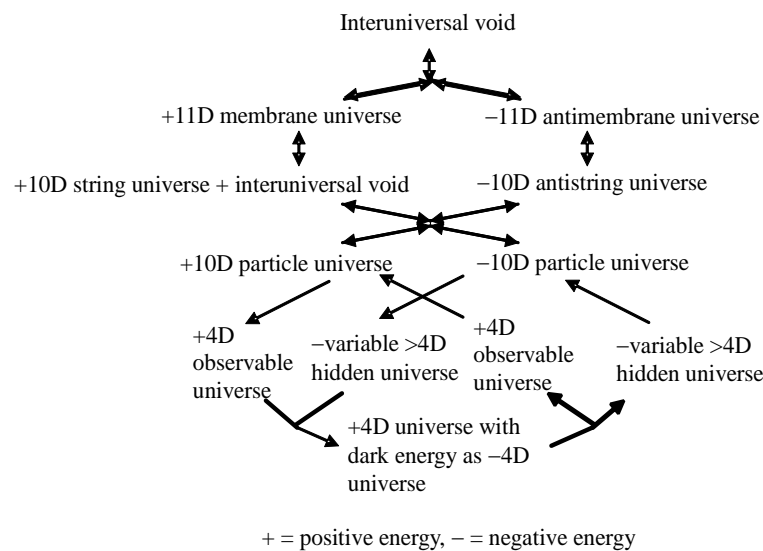 Interuniversal void
+11D membrane universe
−11D antimembrane universe
+10D string universe + interuniversal void
−10D antistring universe
+10D particle universe
−10D particle universe
+4D
observable
universe
−variable >4D
hidden universe
+4D
observable
universe
−variable >4D
hidden universe
+4D universe with
dark energy as −4D
universe
+ = positive energy, − = negative energy